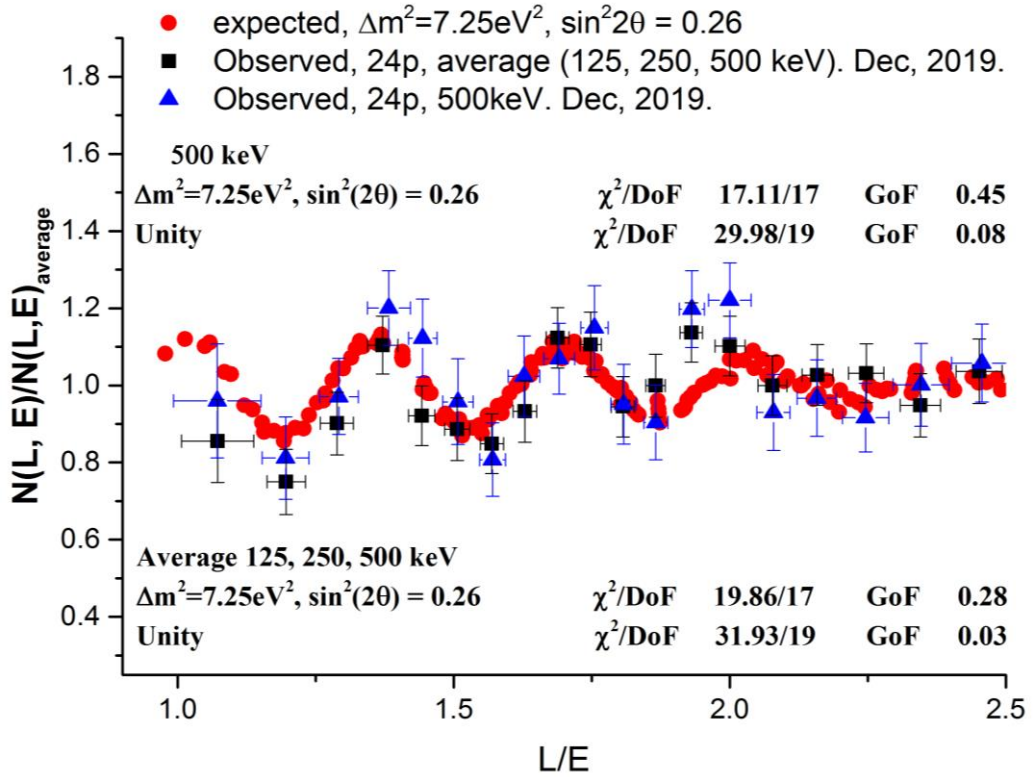 expected, Δm²=7.25eV², sin²2θ = 0.26
Observed, 24p, average (125, 250, 500 keV). Dec, 2019.
Observed, 24p, 500keV. Dec, 2019.
1.8
1.6
1.4
1.2
1.0
0.8
0.6
0.4
N(L, E)/N(L,E)average
500 keV
Δm²=7.25eV², sin²(2θ) = 0.26 χ²/DoF 17.11/17 GoF 0.45
Unity χ²/DoF 29.98/19 GoF 0.08
Average 125, 250, 500 keV
Δm²=7.25eV², sin²(2θ) = 0.26 χ²/DoF 19.86/17 GoF 0.28
Unity χ²/DoF 31.93/19 GoF 0.03
1.0 1.5 2.0 2.5
L/E